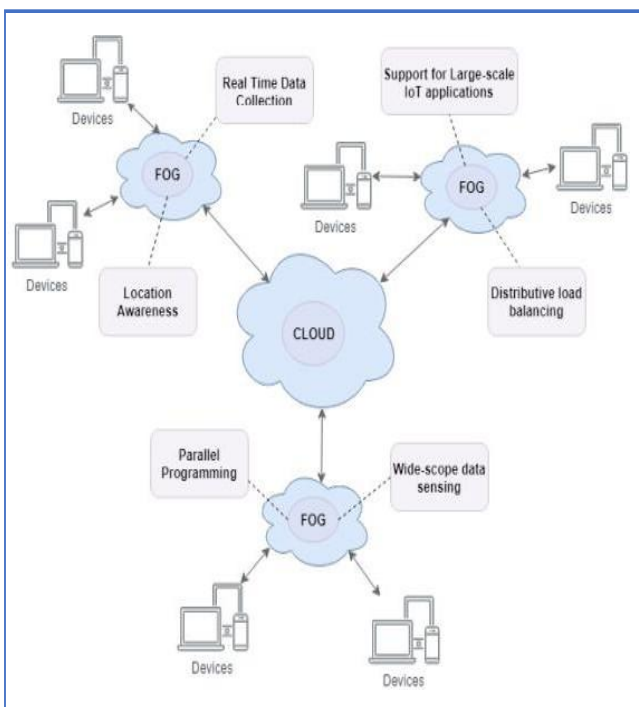 Real Time Data
Collection
Support for Large-scale
IoT applications
Devices
FOG
Devices
FOG
Devices
Devices
Location
Awareness
Distributive load
balancing
CLOUD
Parallel
Programming
Wide-scope data
sensing
FOG
Devices
Devices